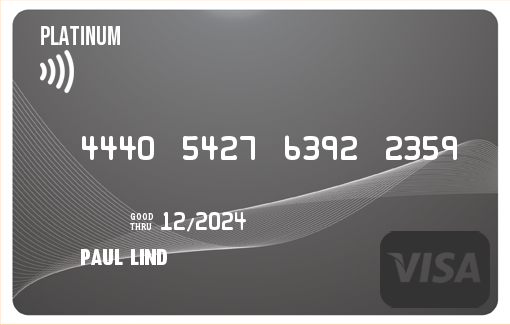 PLATINUM
4440 5427 6392 2359
GOOD
THRU 12/2024
PAUL LIND
VISA